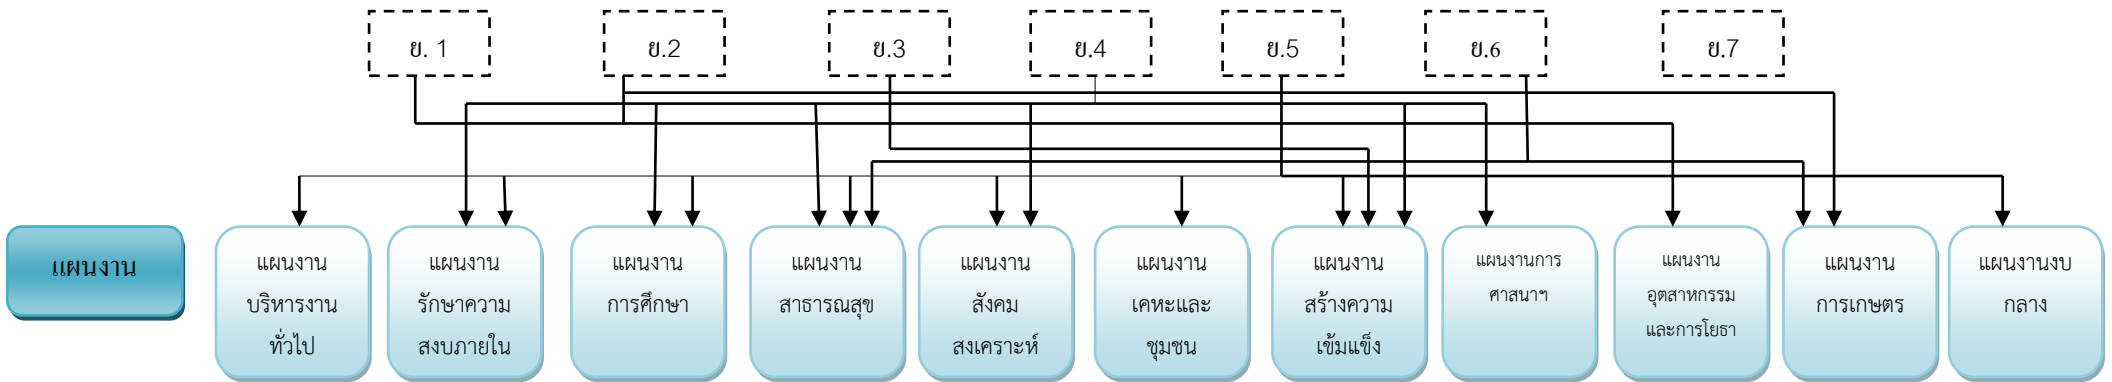 ย. 1
ย.2
ย.3
ย.4
ย.5
ย.6
ย.7
แผนงาน
แผนงาน
บริหารงาน
ทั่วไป
แผนงาน
รักษาความ
สงบภายใน
แผนงาน
การศึกษา
แผนงาน
สาธารณสุข
แผนงาน
สังคม
สงเคราะห์
แผนงาน
เคหะและ
ชุมชน
แผนงาน
สร้างความ
เข้มแข็ง
แผนงานการ
ศาสนาฯ
แผนงาน
อุตสาหกรรม
และการโยธา
แผนงาน
การเกษตร
แผนงานงบ
กลาง